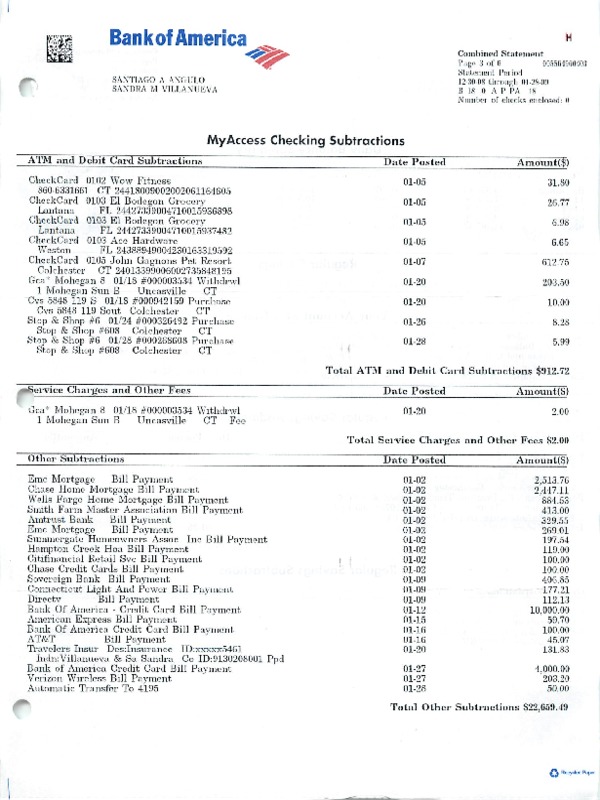 Bank of America
H
SANTIAGO A ANGULO
SANDRA M VILLANUEVA
Combined Statement
Page 3 of 6
Statement Period
12-30-08 through 01-28-09
B 18 0 A P PA 18
Number of checks enclosed: 0
MyAccess Checking Subtractions
ATM and Debit Card Subtractions Date Posted Amount($)
CheckCard 0102 Wow Fitness 01-05 31.80
860-6331661 CT 24418009002002061164605
CheckCard 0103 El Bodegon Grocery 01-05 26.77
Lantana FL 24427339004710015936395
CheckCard 0103 El Bodegon Grocery 01-05 6.98
Lantana FL 24427339004710015937482
CheckCard 0103 Ace Hardware 01-05 6.65
Weston FL 24388949004230163319592
CheckCard 0105 John Gagnons Pet Resort 01-07 612.75
Colchester CT 24013399006002735848195
Gca* Mohegan 8 01/18 #000003534 Withdrwl 01-20 203.50
1 Mohegan Sun B Uncasville CT
Cvs 5848 119 S 01/18 #000942159 Purchase 01-20 10.00
Cvs 5848 119 Sout Colchester CT
Stop & Shop #6 01/24 #000326492 Purchase 01-26 8.28
Stop & Shop #608 Colchester CT
Stop & Shop #6 01/28 #000268608 Purchase 01-28 5.99
Stop & Shop #608 Colchester CT
Total ATM and Debit Card Subtractions $912.72
Service Charges and Other Fees Date Posted Amount($)
Gca* Mohegan 8 01/18 #000003534 Withdrwl 01-20 2.00
1 Mohegan Sun B Uncasville CT Fee
Total Service Charges and Other Fees $2.00
Other Subtractions Date Posted Amount($)
Emc Mortgage Bill Payment 01-02 2,513.76
Chase Home Mortgage Bill Payment 01-02 2,447.11
Wells Fargo Home Mortgage Bill Payment 01-02 884.53
Smith Farm Master Association Bill Payment 01-02 413.00
Amtrust Bank Bill Payment 01-02 329.55
Emc Mortgage Bill Payment 01-02 269.01
Summergate Homeowners Assoc Inc Bill Payment 01-02 197.54
Hampton Creek Hoa Bill Payment 01-02 119.00
Citifinancial Retail Svc Bill Payment 01-02 100.00
Chase Credit Cards Bill Payment 01-02 100.00
Sovereign Bank Bill Payment 01-09 406.85
Connecticut Light And Power Bill Payment 01-09 177.21
Directv Bill Payment 01-09 112.13
Bank Of America - Credit Card Bill Payment 01-12 10,000.00
American Express Bill Payment 01-15 59.70
Bank Of America Credit Card Bill Payment 01-16 100.00
AT&T Bill Payment 01-16 45.07
Travelers Insur Des:Insurance ID:xxxxx5461 01-20 131.83
Indn:Villanueva & Sa Sandra Co ID:9130208001 Ppd
Bank of America Credit Card Bill Payment 01-27 4,000.00
Verizon Wireless Bill Payment 01-27 203.20
Automatic Transfer To 4195 01-28 50.00
Total Other Subtractions $22,659.49
Recycled Paper